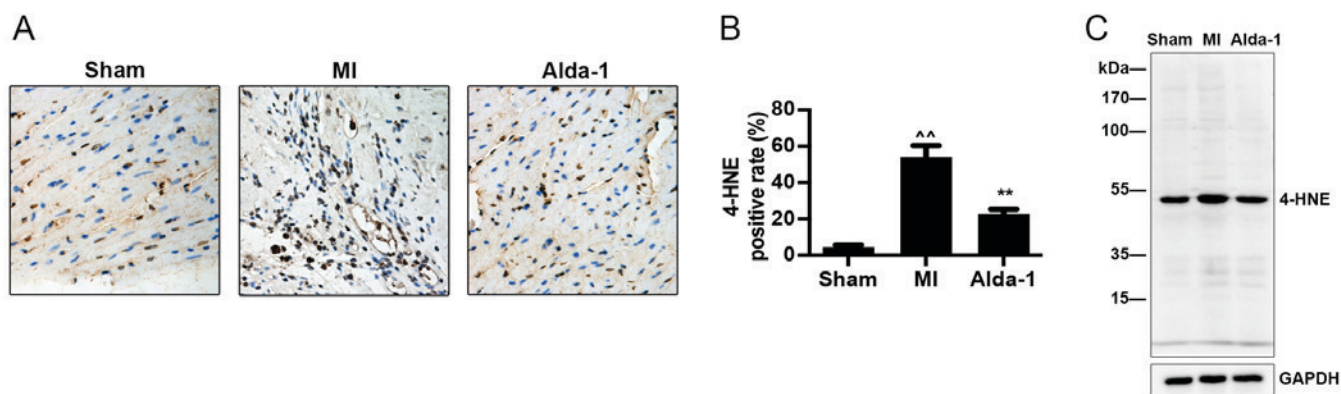 A
Sham
MI
Alda-1
B
4-HNE
positive rate (%)
80
60
40
20
0
^^
**
Sham
MI
Alda-1
C
Sham MI Alda-1
kDa
170
100
55
35
15
4-HNE
GAPDH